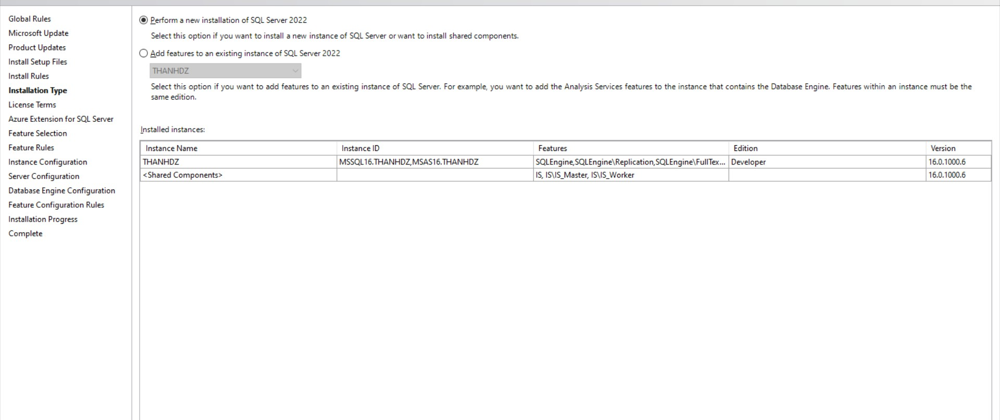 Global Rules
Microsoft Update
Product Updates
Install Setup Files
Install Rules
Installation Type
License Terms
Azure Extension for SQL Server
Feature Selection
Feature Rules
Instance Configuration
Server Configuration
Database Engine Configuration
Feature Configuration Rules
Installation Progress
Complete
Perform a new installation of SQL Server 2022
Select this option if you want to install a new instance of SQL Server or want to install shared components.
Add features to an existing instance of SQL Server 2022
THANHDZ
Select this option if you want to add features to an existing instance of SQL Server. For example, you want to add the Analysis Services features to the instance that contains the Database Engine. Features within an instance must be the
same edition.
Installed instances:
Instance Name Instance ID Features Edition Version
THANHDZ MSSQL16.THANHDZ,MSAS16.THANHDZ SQLEngine,SQLEngine\Replication,SQLEngine\FullTex... Developer 16.0.1000.6
<Shared Components> IS, IS\IS_Master, IS\IS_Worker 16.0.1000.6